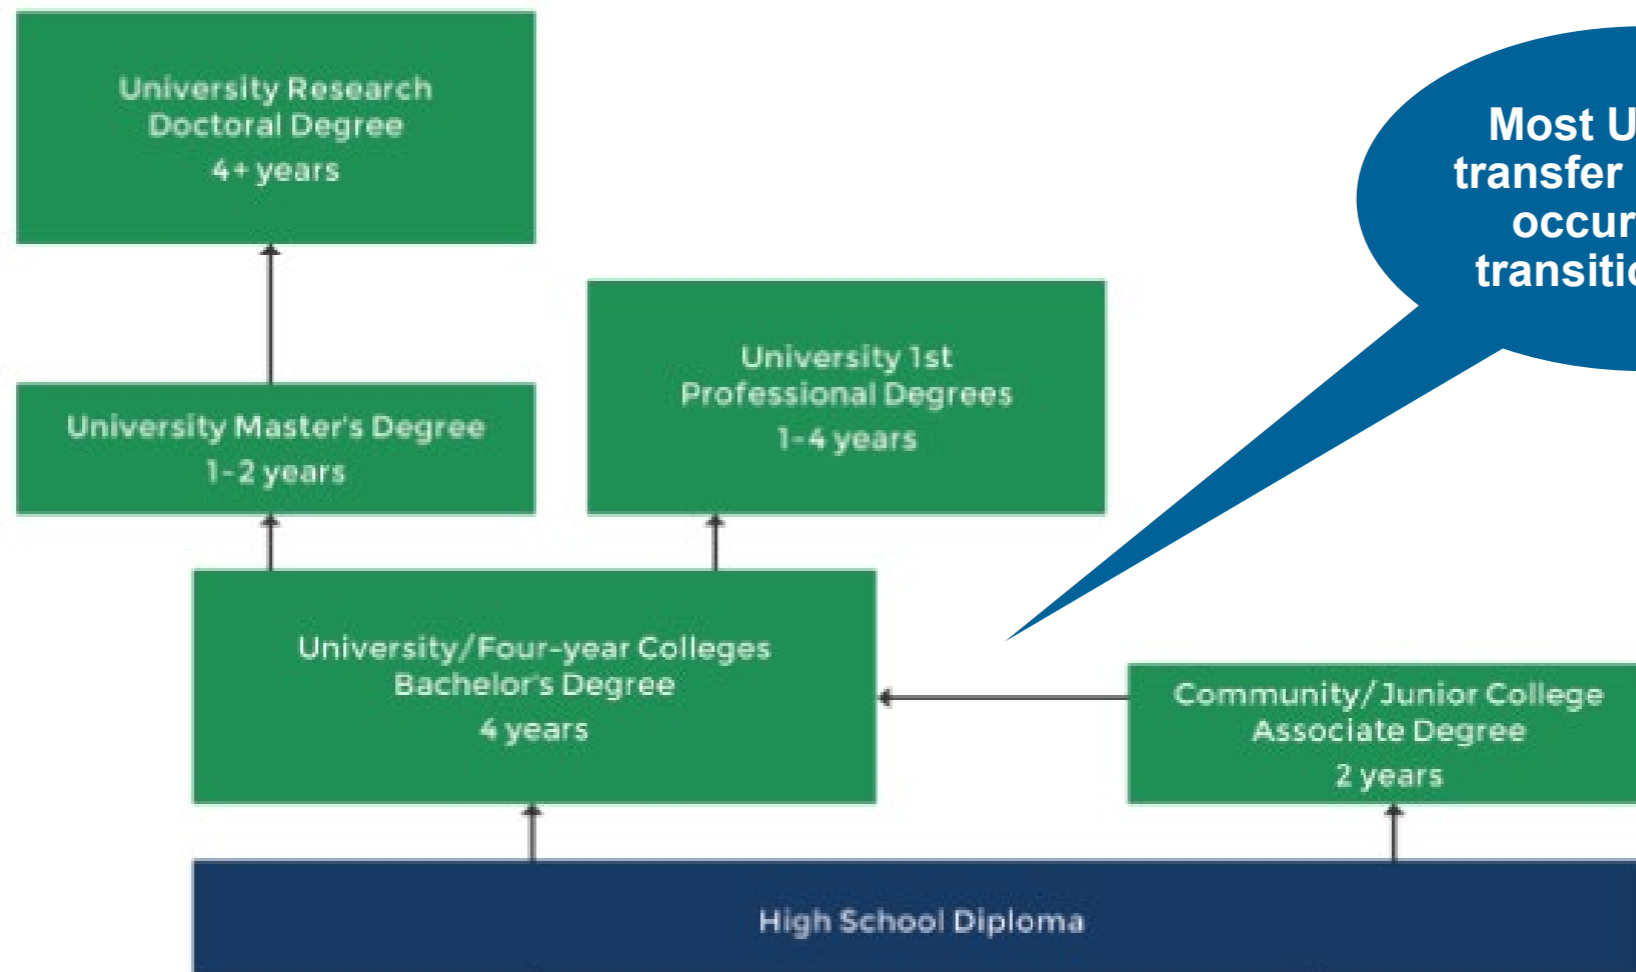 University Research
Doctoral Degree
4+ years
Most U
transfer
occur
transitio
University 1st
Professional Degrees
1-4 years
University Master's Degree
1-2 years
University/Four-year Colleges
Bachelor's Degree
4 years
Community/Junior College
Associate Degree
2 years
High School Diploma